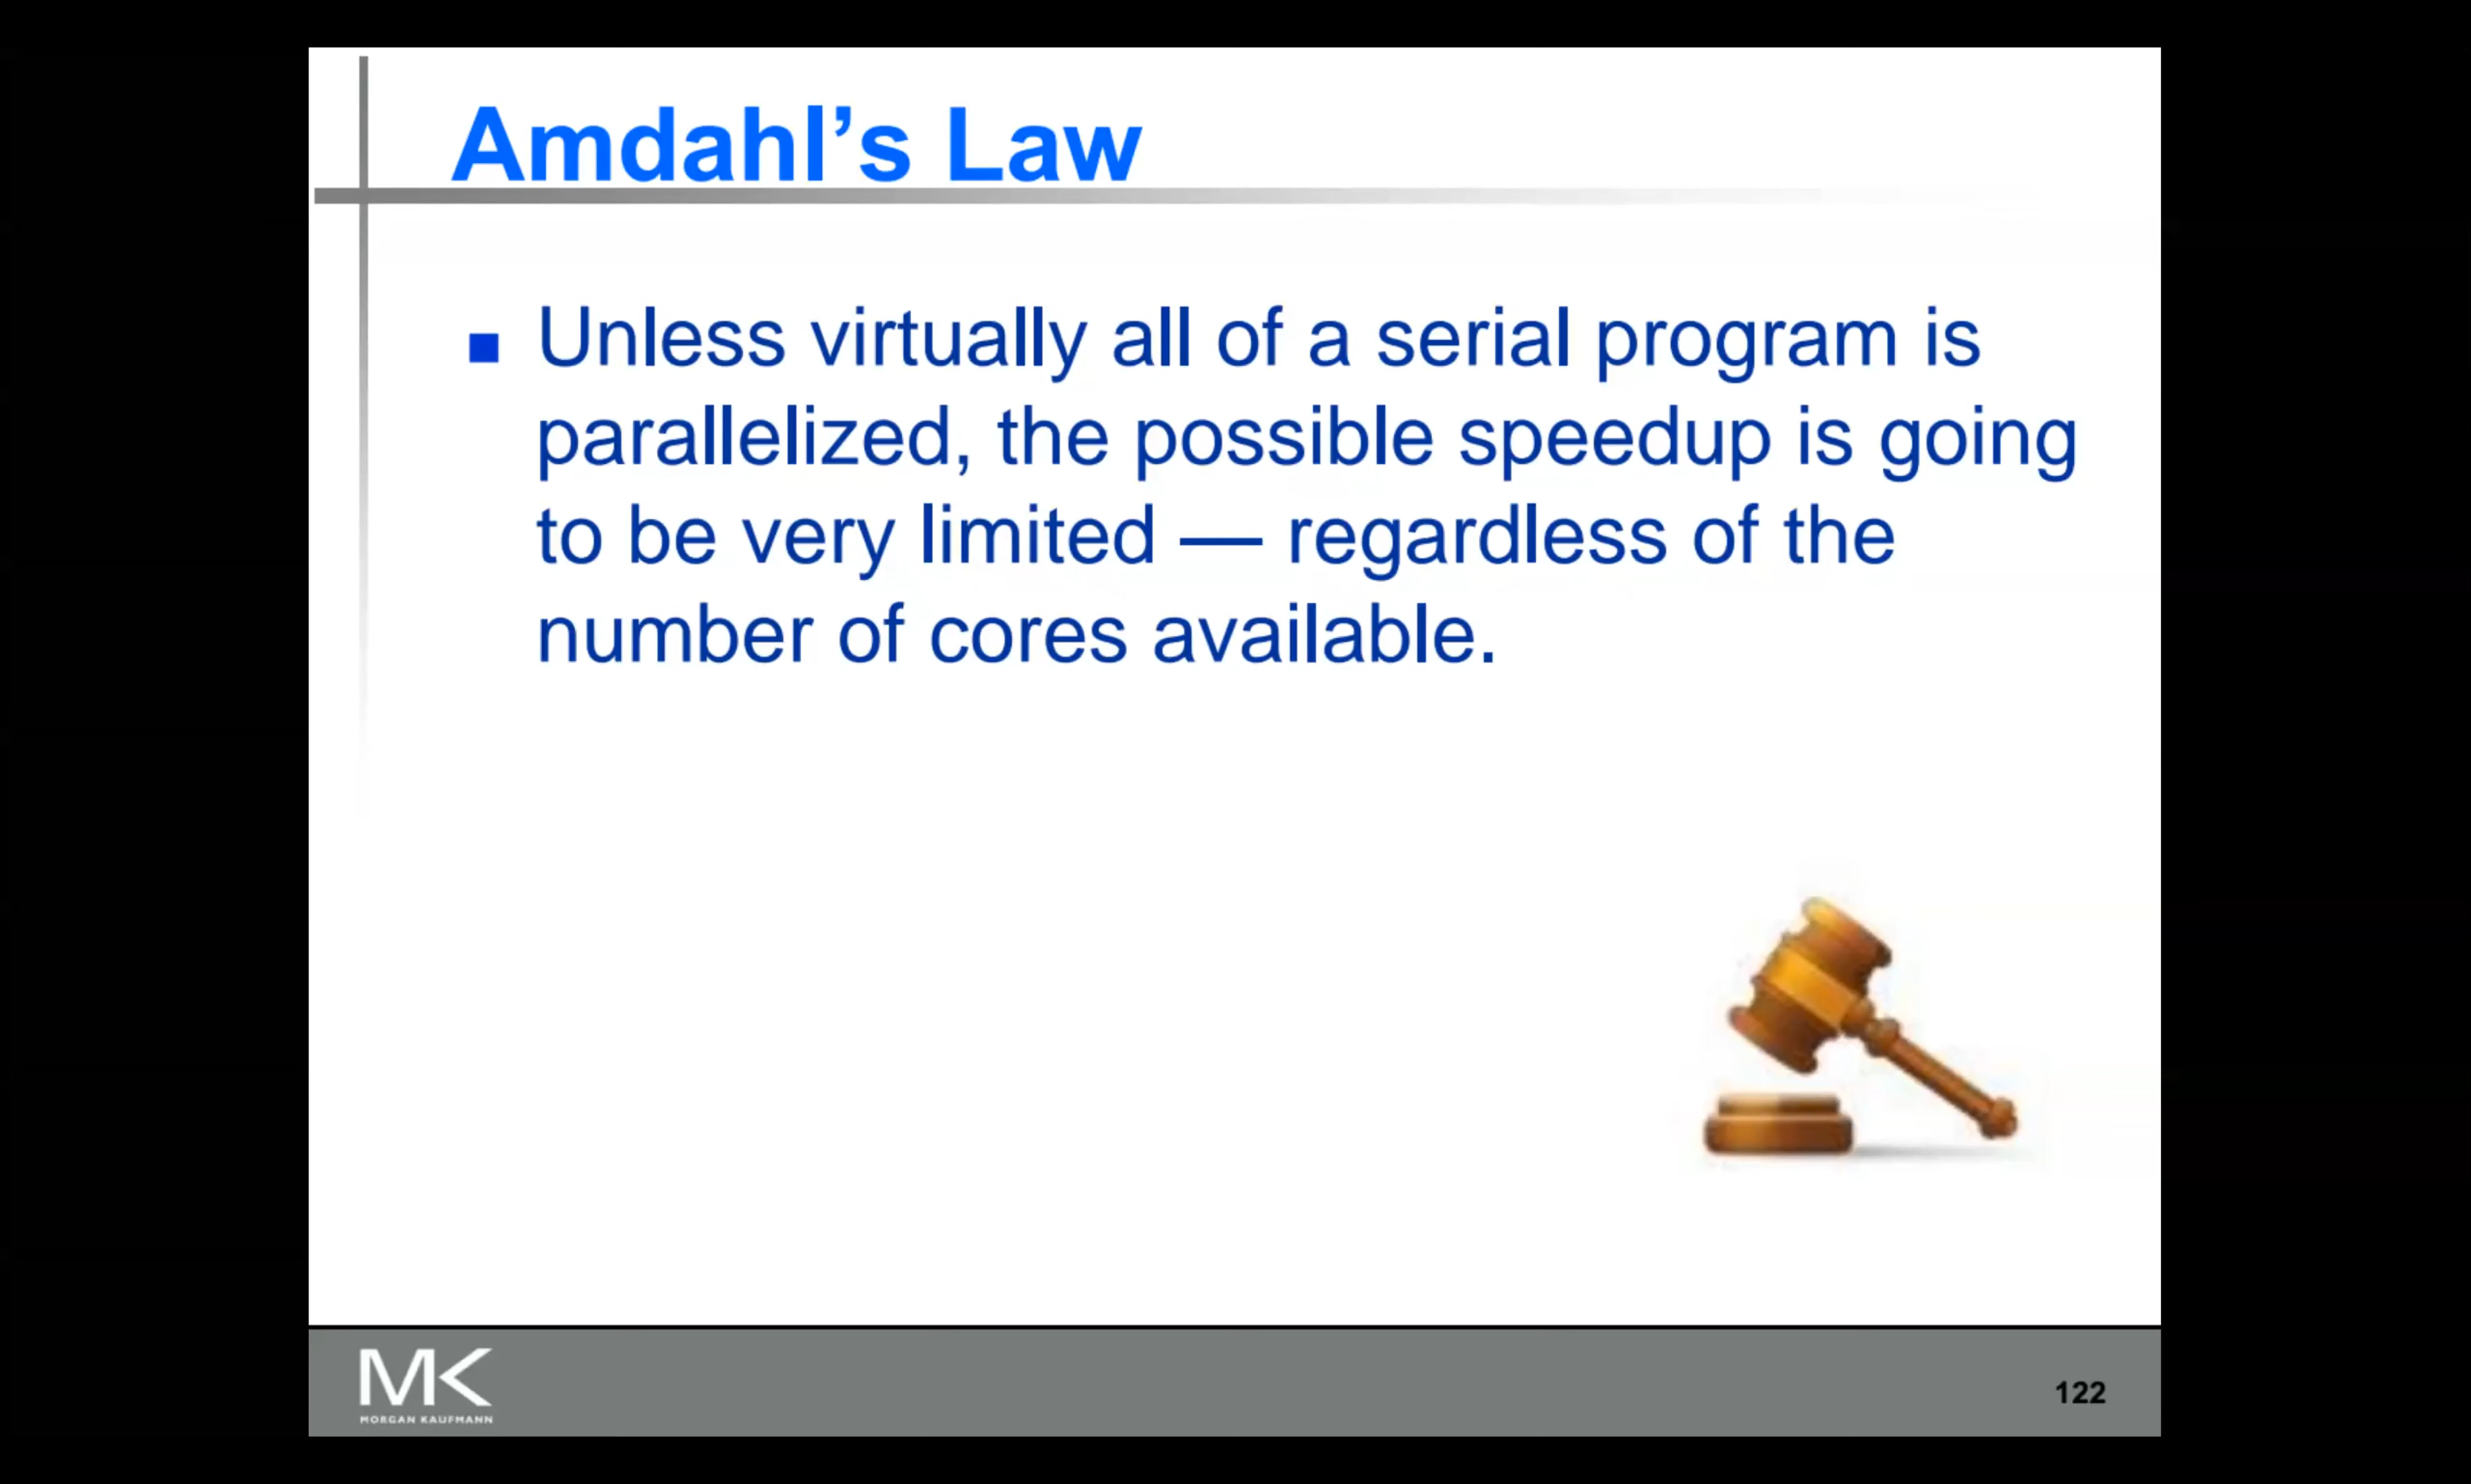 Amdahl’s Law
Unless virtually all of a serial program is
parallelized, the possible speedup is going
to be very limited — regardless of the
number of cores available.
MK
MORGAN KAUFMANN
122